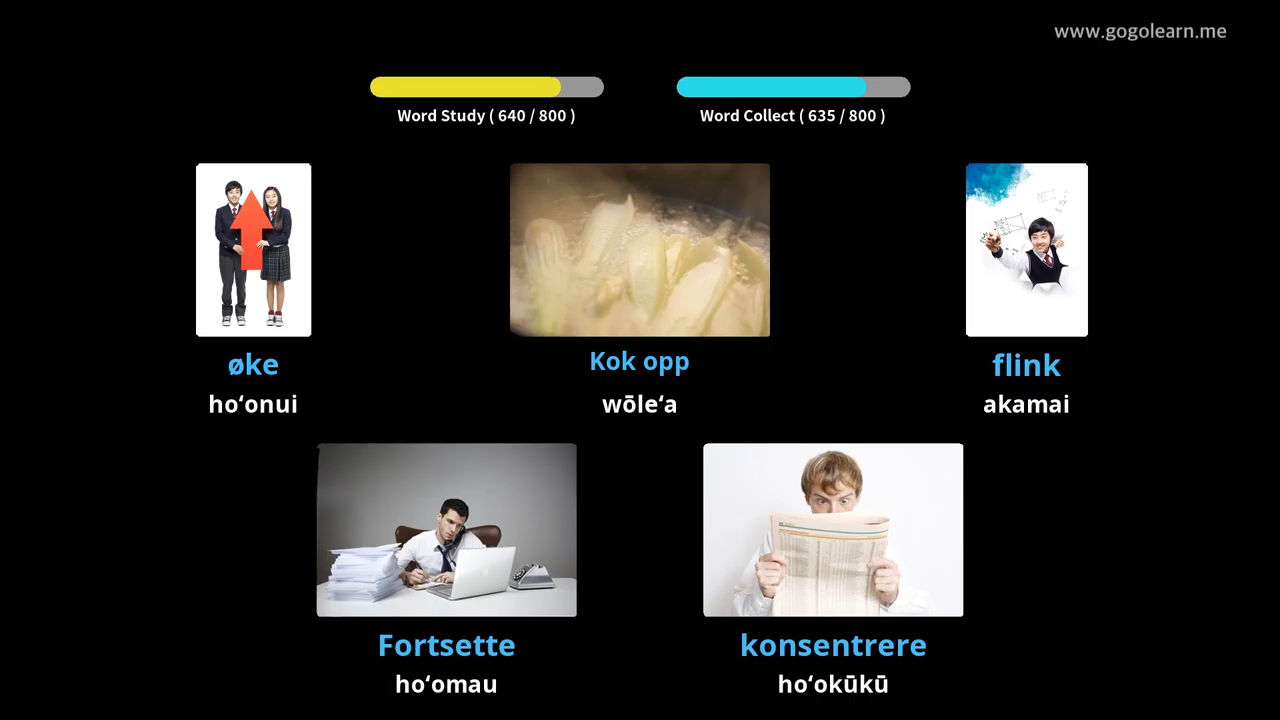 www.gogolearn.me
Word Study ( 640 / 800 )
Word Collect ( 635 / 800 )
øke
Kok opp
flink
hoʻonui
wōleʻa
akamai
Fortsette
konsentrere
hoʻomau
hoʻokūkū